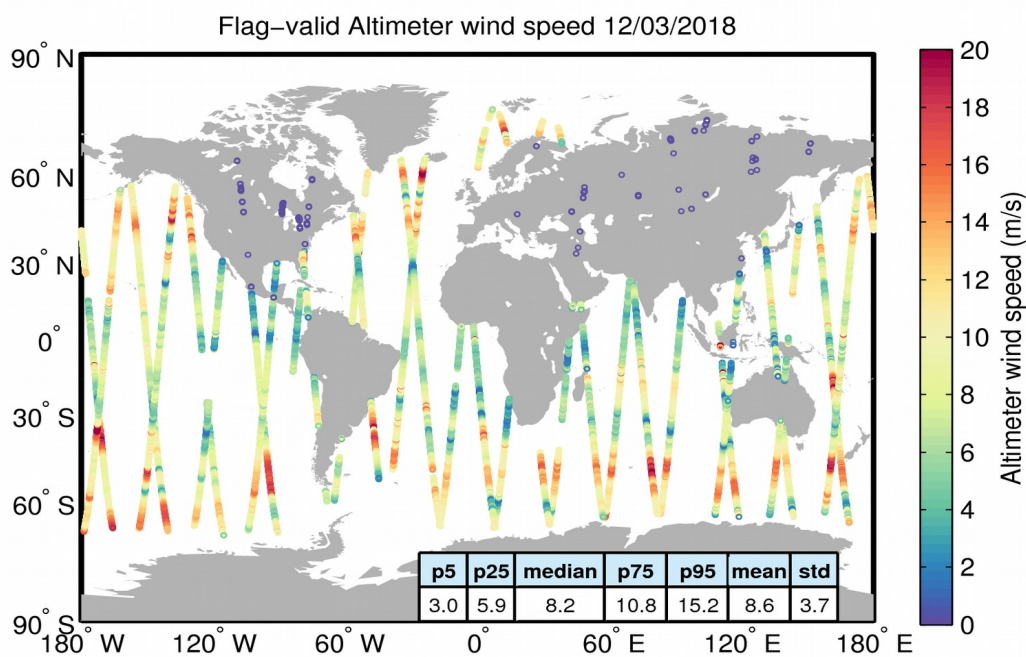 Flag−valid Altimeter wind speed 12/03/2018
90° N
60° N
30° N
0°
30° S
60° S
90° S
180° W
120° W
60° W
0°
60° E
120° E
180° E
p5 p25 median p75 p95 mean std
3.0 5.9 8.2 10.8 15.2 8.6 3.7
20
18
16
14
12
10
8
6
4
2
0
Altimeter wind speed (m/s)